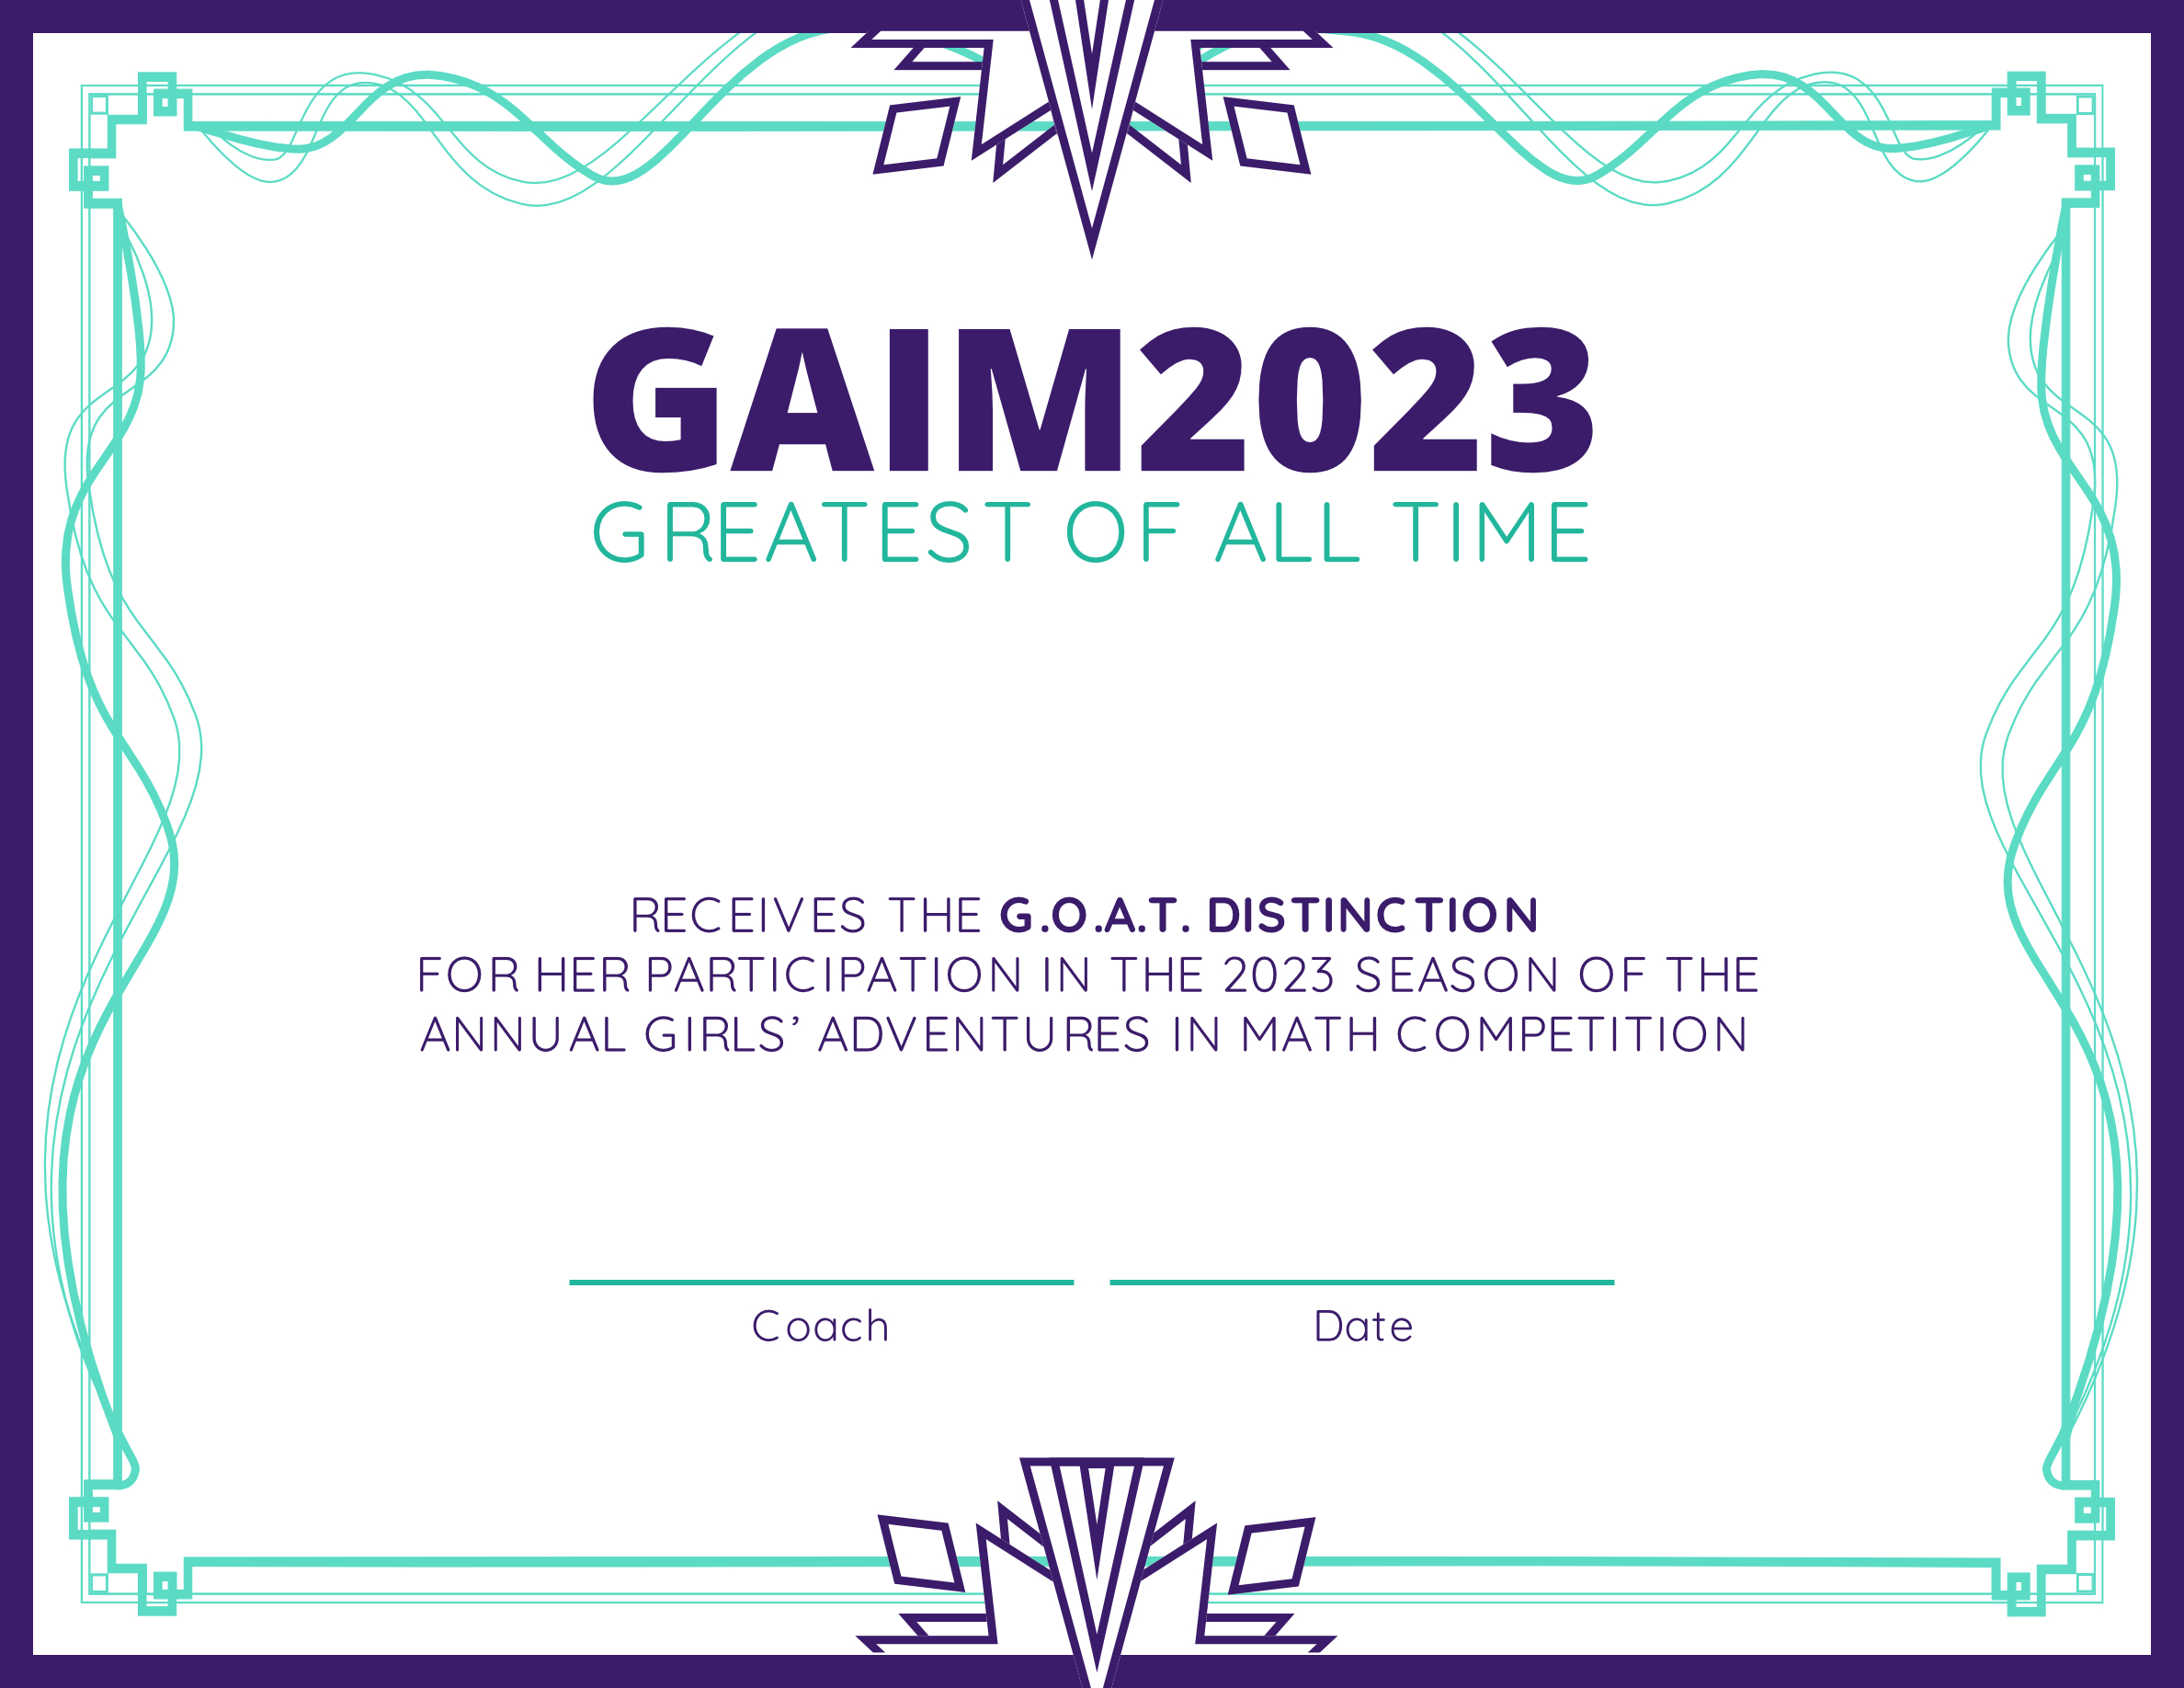 GAIM2023
GREATEST OF ALL TIME
RECEIVES THE G.O.A.T. DISTINCTION
FOR HER PARTICIPATION IN THE 2023 SEASON OF THE
ANNUAL GIRLS’ ADVENTURES IN MATH COMPETITION
Coach
Date